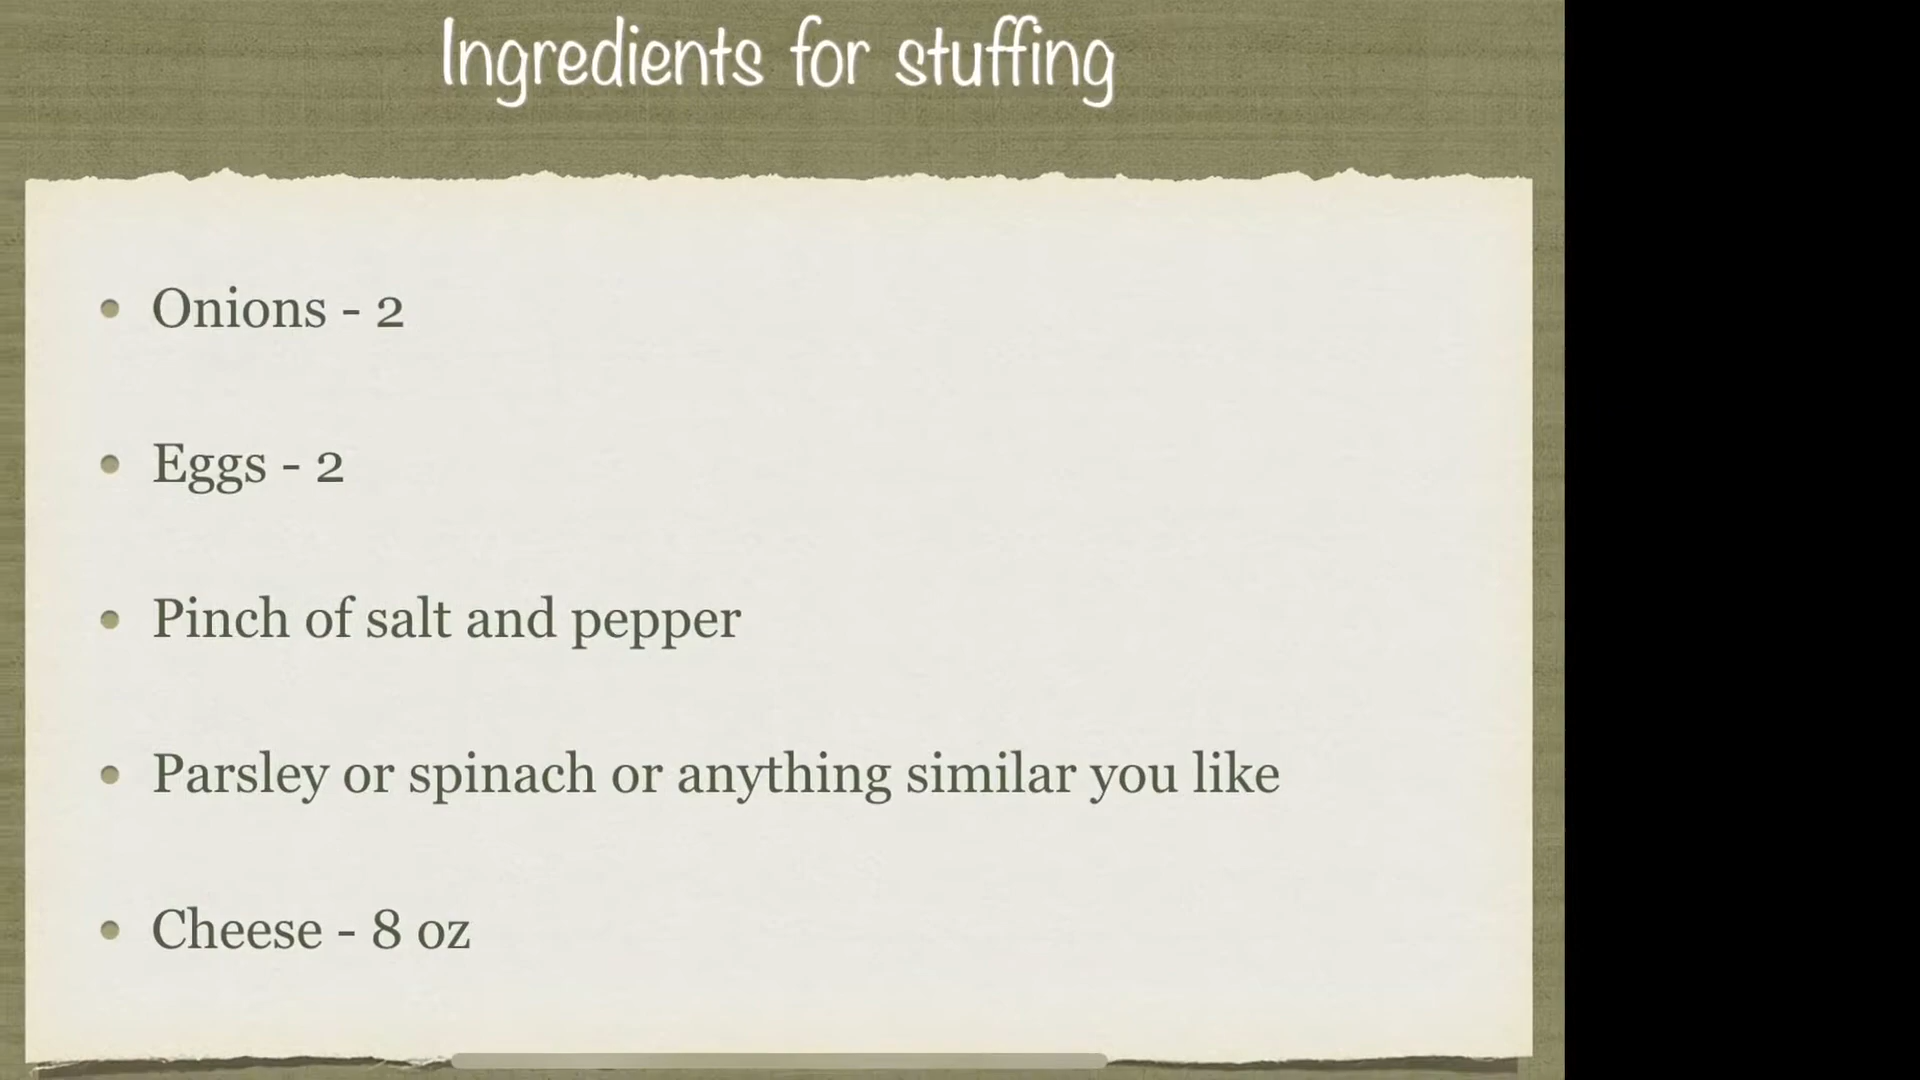 Ingredients for stuffing
• Onions - 2
• Eggs - 2
• Pinch of salt and pepper
• Parsley or spinach or anything similar you like
• Cheese - 8 oz